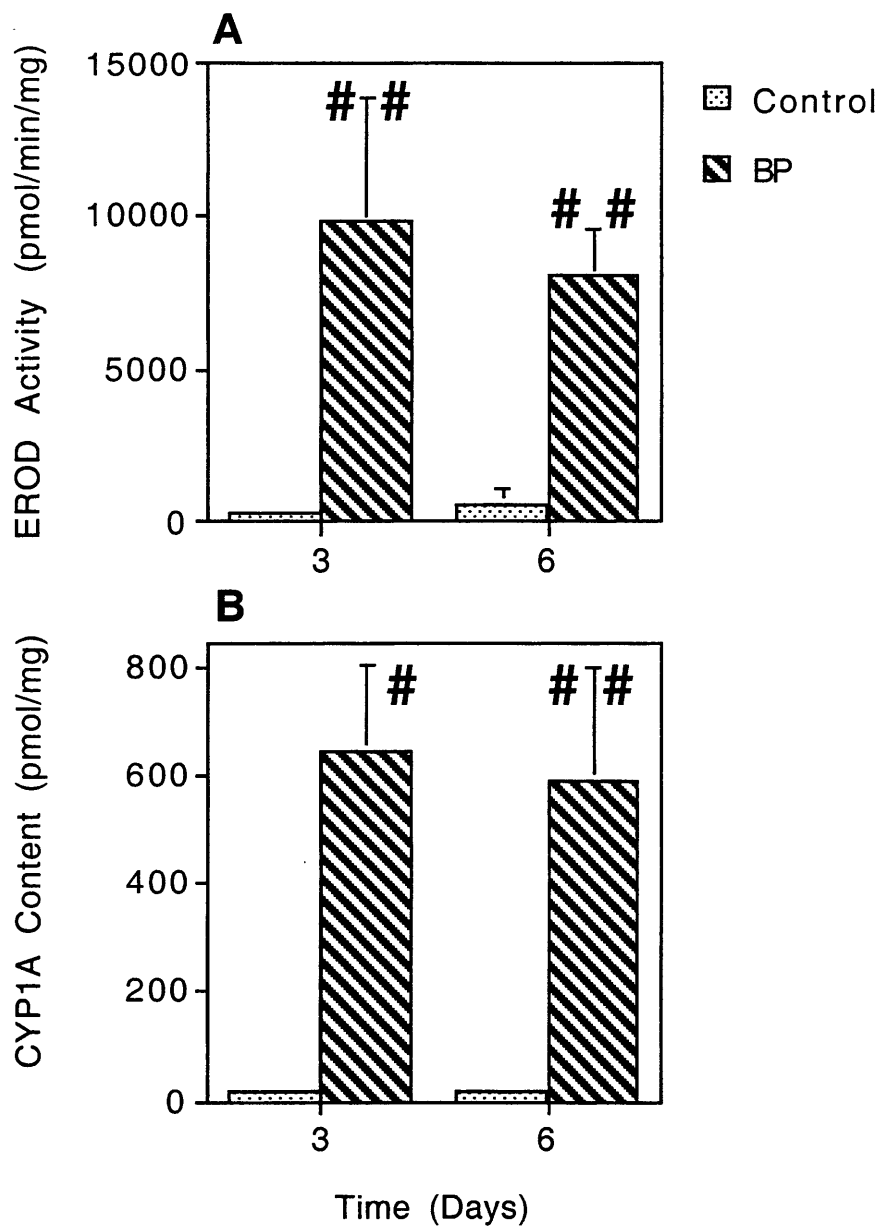 A
15000
10000
5000
0
EROD Activity (pmol/min/mg)
# #
# #
3 6
Control
BP
B
800
600
400
200
0
CYP1A Content (pmol/mg)
#
# #
3 6
Time (Days)